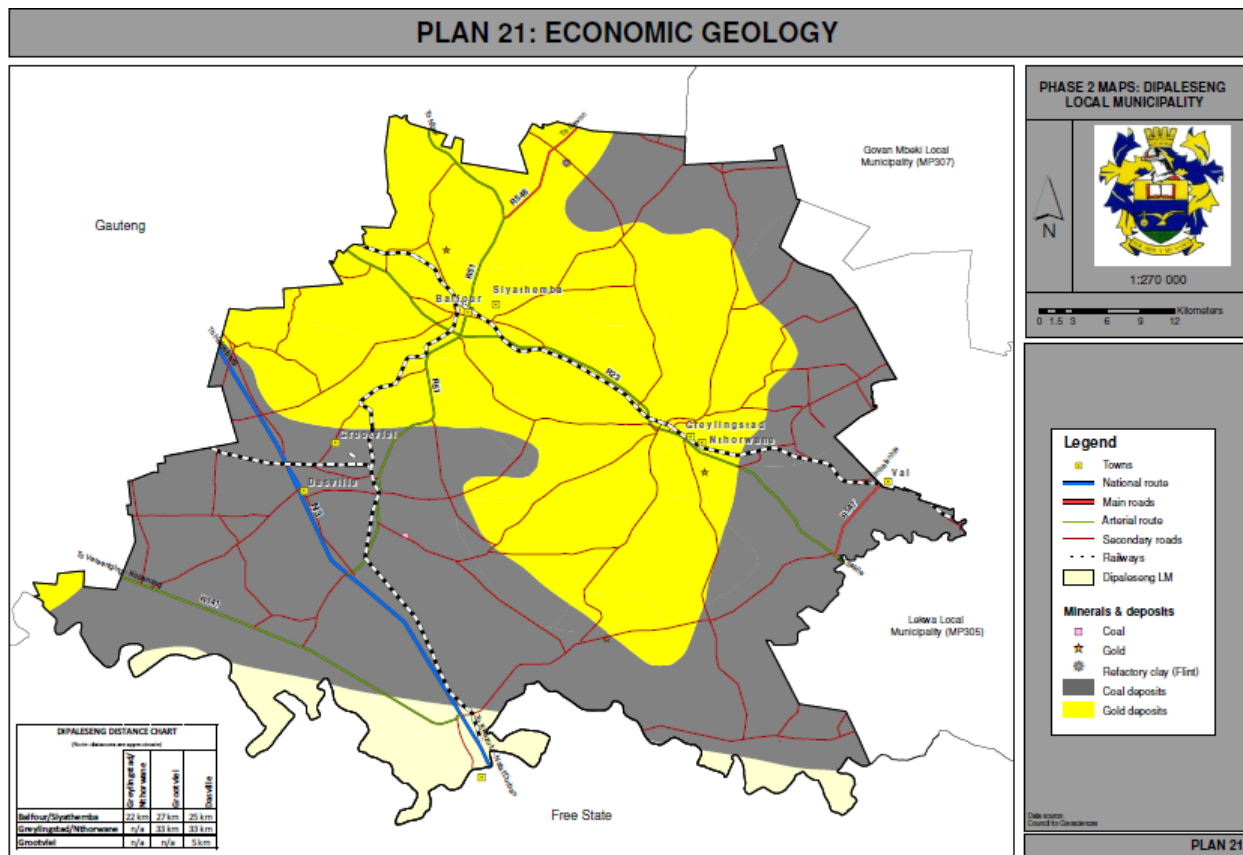 PLAN 21: ECONOMIC GEOLOGY
PHASE 2 MAPS: DIPALESENG
LOCAL MUNICIPALITY
N
1:270 000
Kilometers
0 1.5 3 6 9 12
Gauteng
Govan Mbeki Local
Municipality (MP307)
R546
R51
Siyathemba
Balfour
R23
R51
Greylingstad
Nthorwane
Grootvlei
Val
Dasville
N3
R547
Lekwa Local
Municipality (MP305)
Free State
Legend
Towns
National route
Main roads
Arterial route
Secondary roads
Railways
Dipaleseng LM
Minerals & deposits
Coal
Gold
Refactory clay (Flint)
Coal deposits
Gold deposits
DIPALESENG DISTANCE CHART
(Note: distances are approximate)
Greylingstad/
Nthorwane
Grootvlei
Dasville
Balfour/Siyathemba 22 km 27 km 25 km
Greylingstad/Nthorwane n/a 33 km 33 km
Grootvlei n/a n/a 5 km
Data source:
Council for Geosciences
PLAN 21